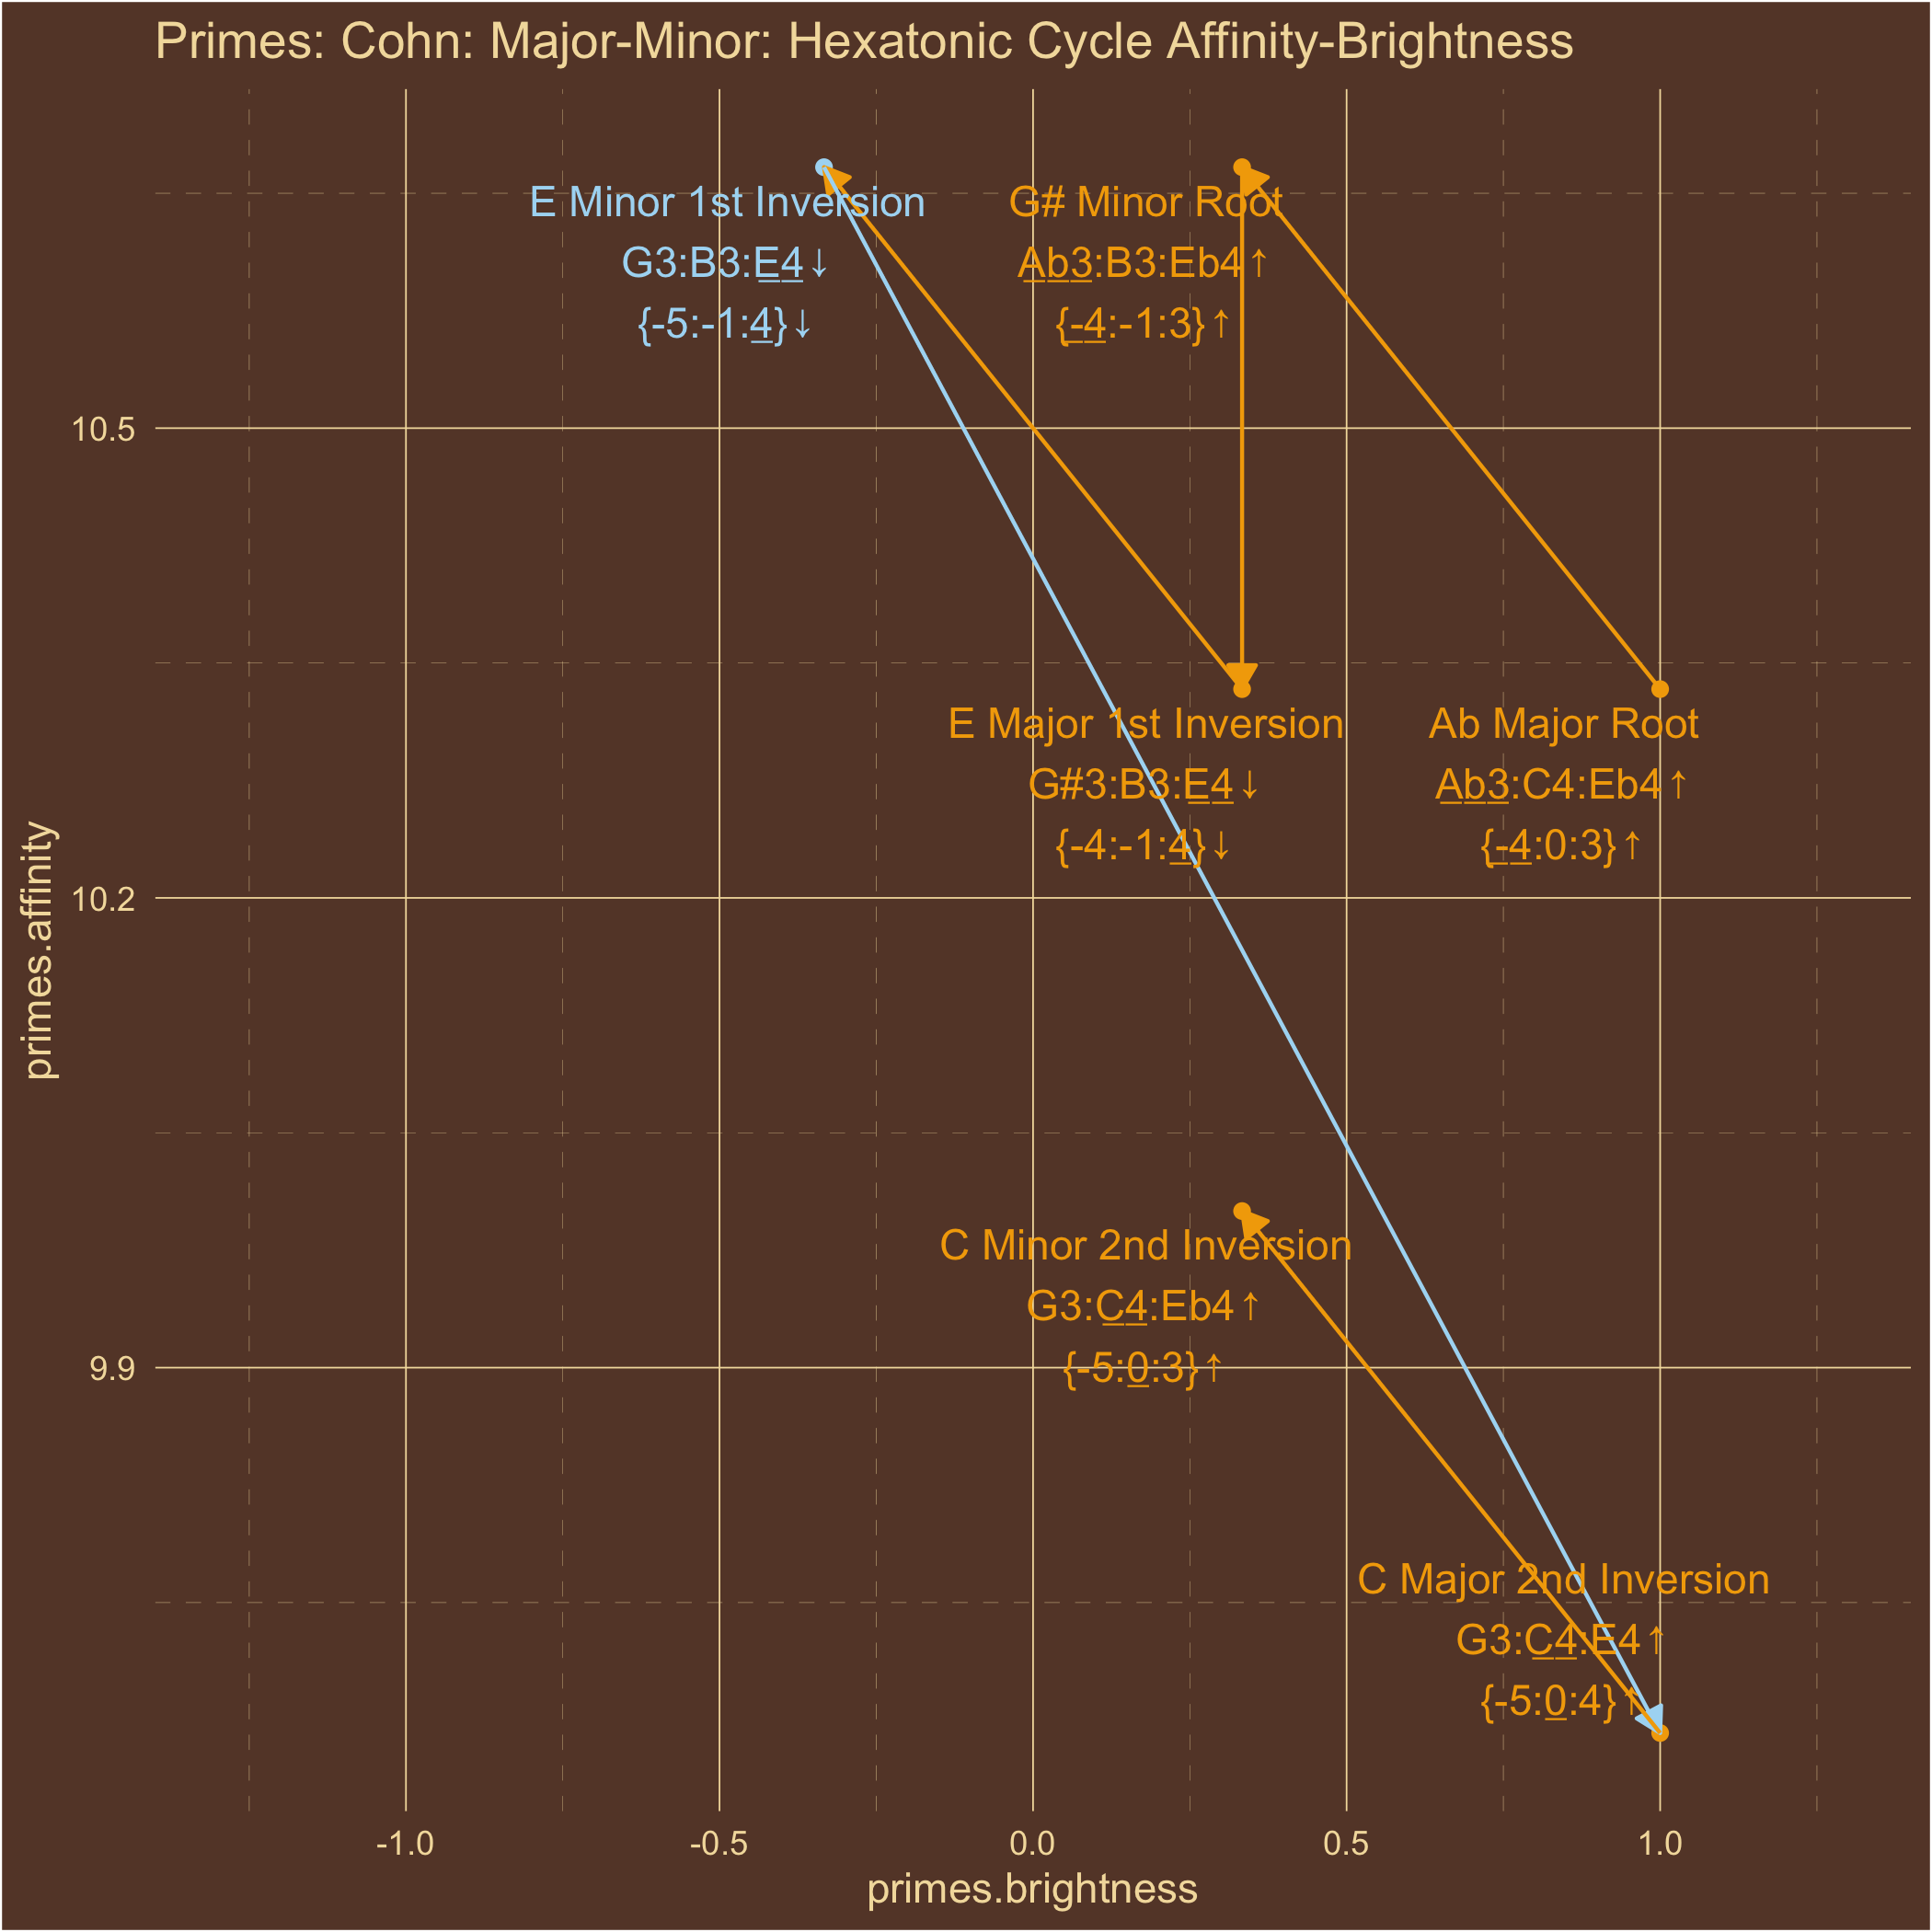 Primes: Cohn: Major-Minor: Hexatonic Cycle Affinity-Brightness
E Minor 1st Inversion
G3:B3:E4↓
{-5:-1:4}↓
G# Minor Root
Ab3:B3:Eb4↑
{-4:-1:3}↑
10.5
E Major 1st Inversion
G#3:B3:E4↓
{-4:-1:4}↓
Ab Major Root
Ab3:C4:Eb4↑
{-4:0:3}↑
10.2
primes.affinity
C Minor 2nd Inversion
G3:C4:Eb4↑
{-5:0:3}↑
9.9
C Major 2nd Inversion
G3:C4:E4↑
{-5:0:4}↑
-1.0
-0.5
0.0
0.5
1.0
primes.brightness